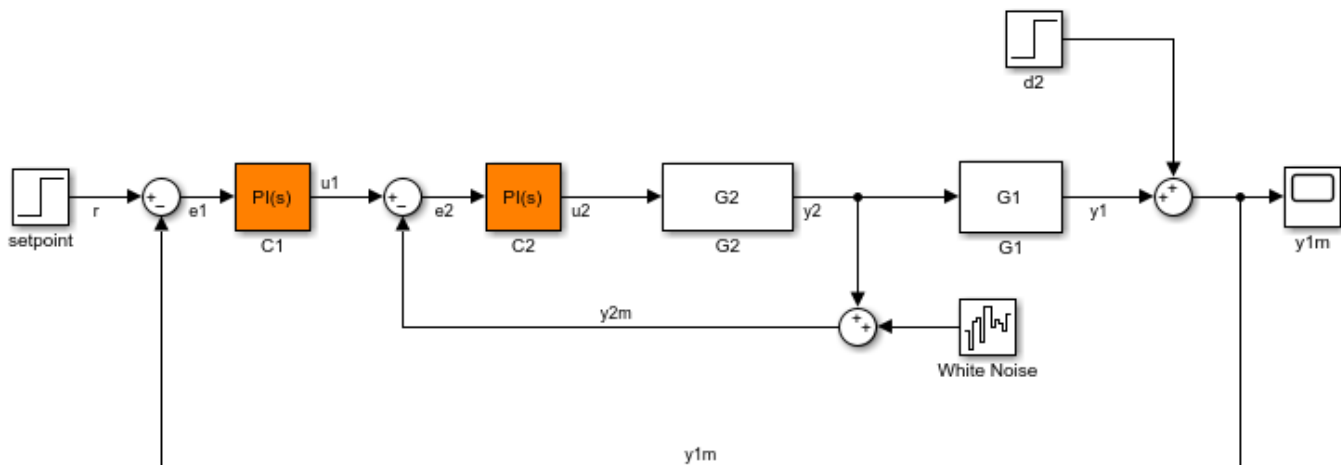 d2
PI(s)
u1
PI(s)
G2
y2
G1
r
e1
e2
u2
y1
setpoint
C1
C2
G2
G1
y1m
y2m
White Noise
y1m